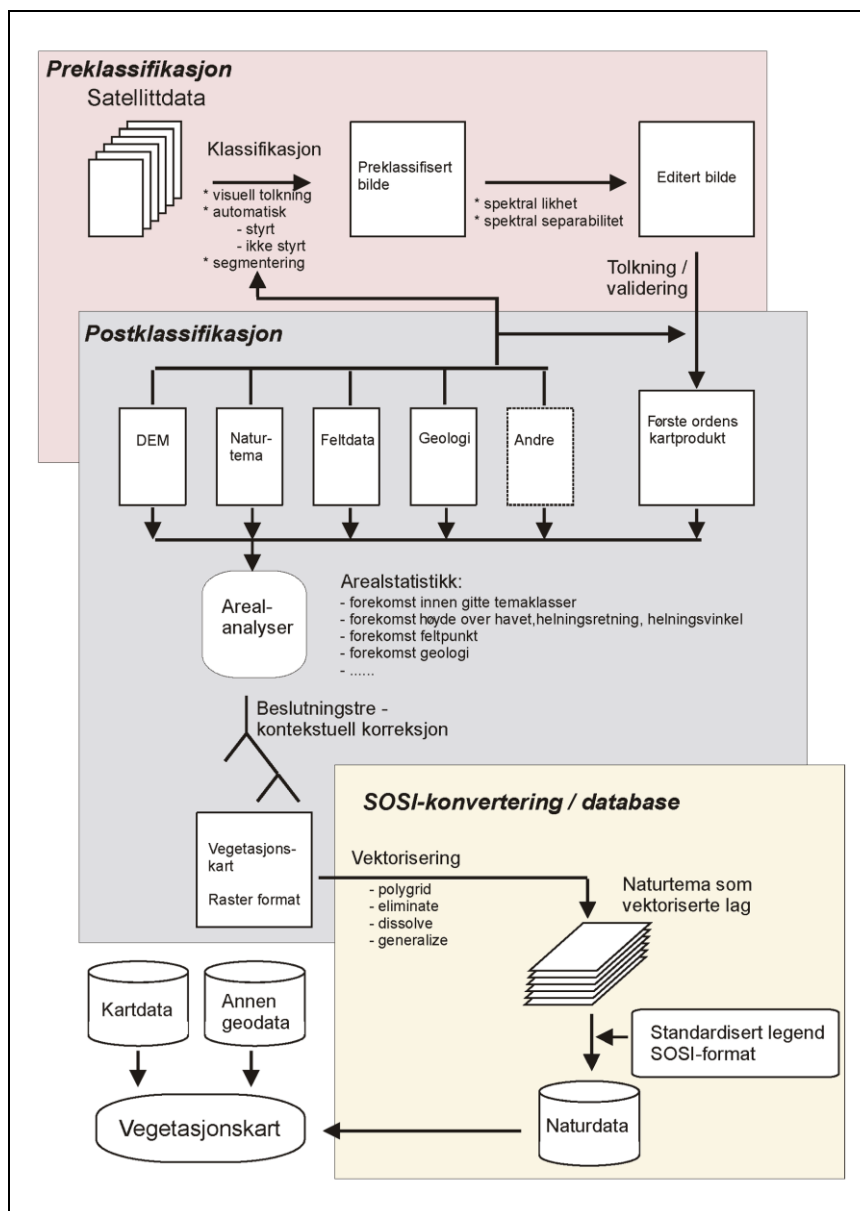 Preklassifikasjon
Satellittdata
Klassifikasjon
* visuell tolkning
* automatisk
- styrt
- ikke styrt
* segmentering
Preklassifisert
bilde
* spektral likhet
* spektral separabilitet
Editert bilde
Tolkning /
validering
Postklassifikasjon
DEM
Natur-
tema
Feltdata
Geologi
Andre
Første ordens
kartprodukt
Areal-
analyser
Arealstatistikk:
- forekomst innen gitte temaklasser
- forekomst høyde over havet,helningsretning, helningsvinkel
- forekomst feltpunkt
- forekomst geologi
- ......
Beslutningstre -
kontekstuell korreksjon
Vegetasjons-
kart
Raster format
SOSI-konvertering / database
Vektorisering
- polygrid
- eliminate
- dissolve
- generalize
Naturtema som
vektoriserte lag
Standardisert legend
SOSI-format
Naturdata
Kartdata
Annen
geodata
Vegetasjonskart